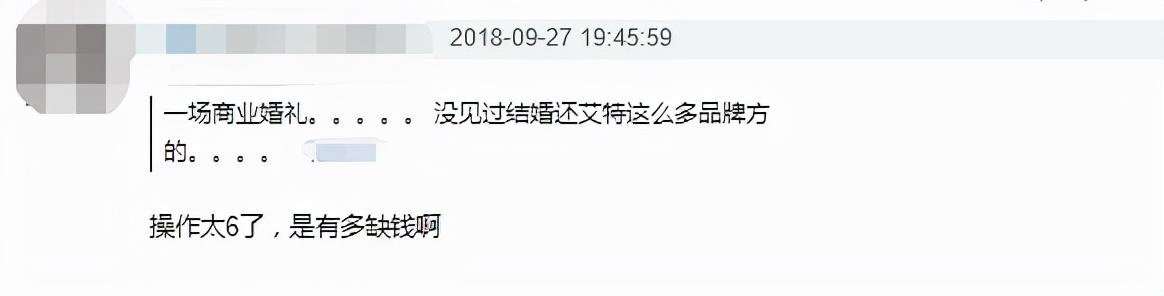 2018-09-27 19:45:59
一场商业婚礼。。。。。 没见过结婚还艾特这么多品牌方
的。。。。
操作太6了，是有多缺钱啊